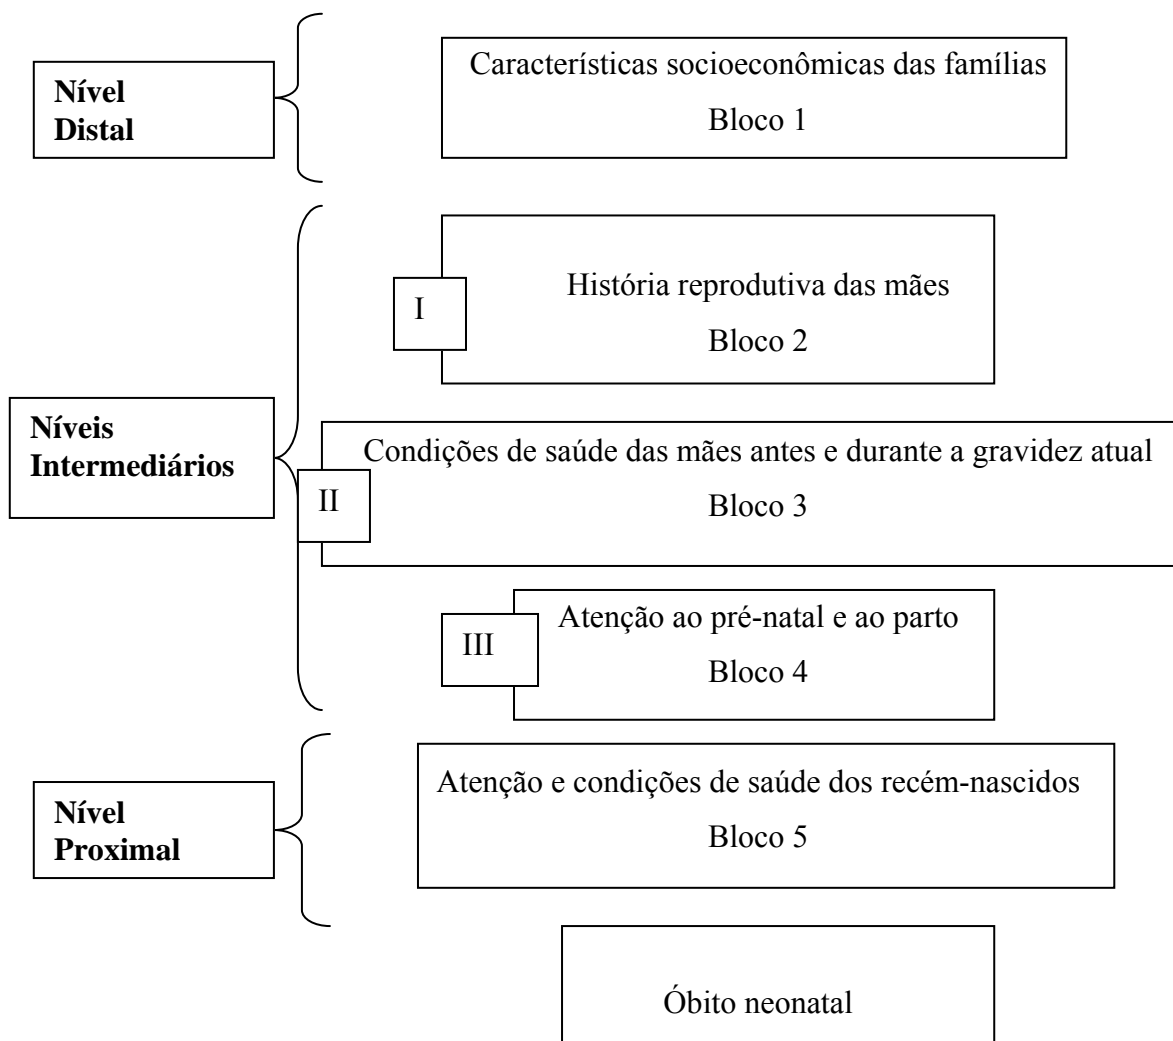 Nível
Distal
Características socioeconômicas das famílias
Bloco 1
Níveis
Intermediários
I
História reprodutiva das mães
Bloco 2
II
Condições de saúde das mães antes e durante a gravidez atual
Bloco 3
III
Atenção ao pré-natal e ao parto
Bloco 4
Nível
Proximal
Atenção e condições de saúde dos recém-nascidos
Bloco 5
Óbito neonatal